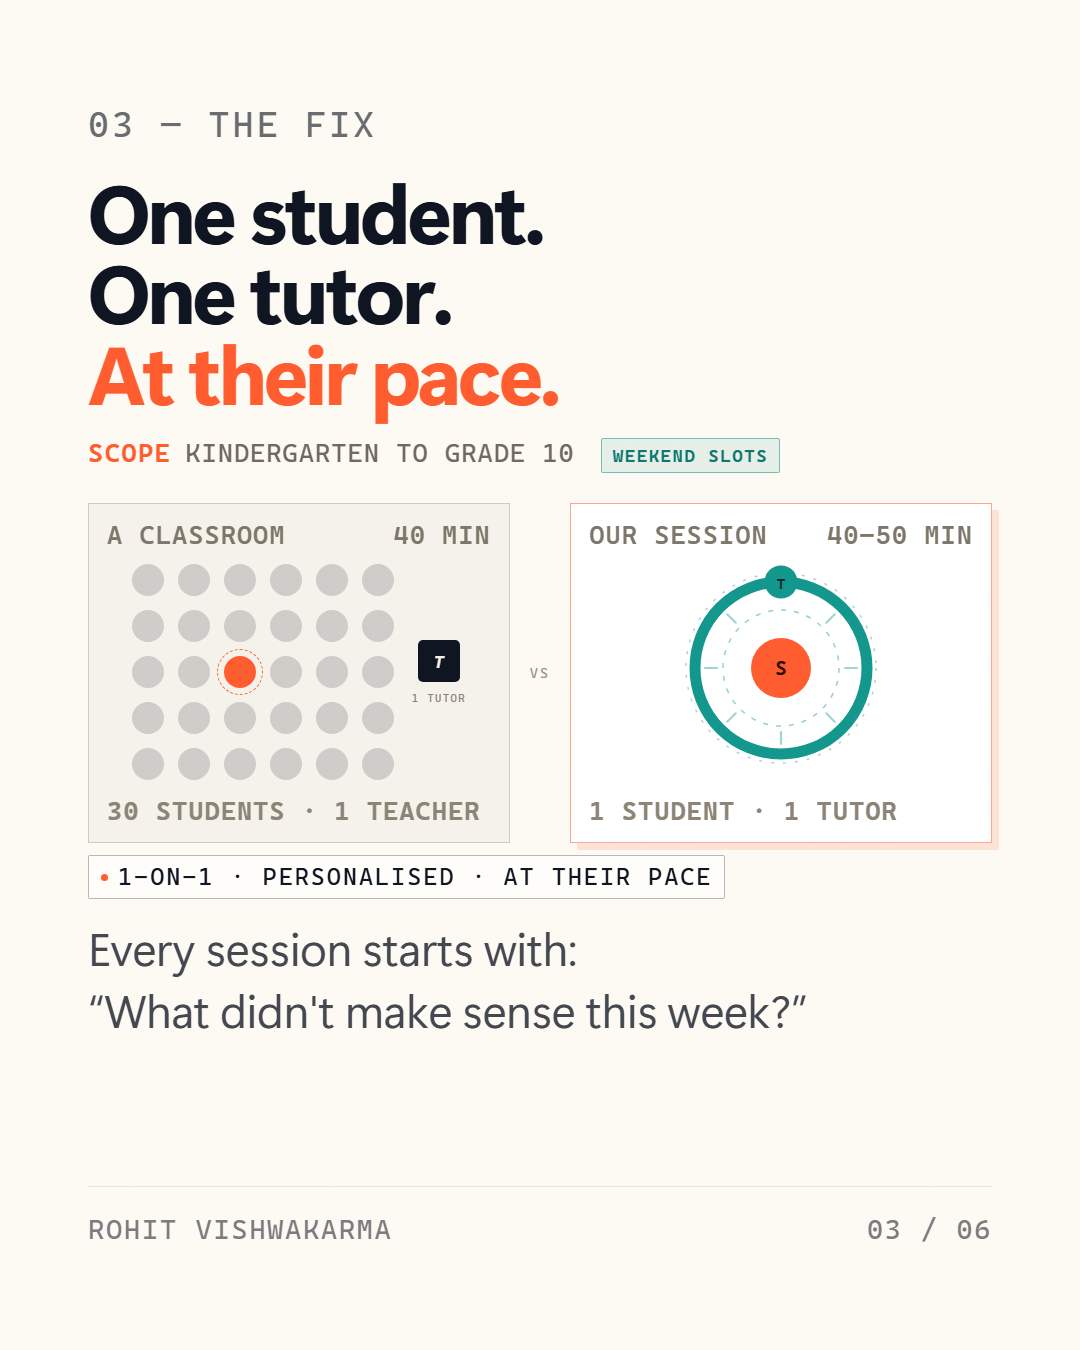 03 — THE FIX
One student.
One tutor.
At their pace.
SCOPE KINDERGARTEN TO GRADE 10 WEEKEND SLOTS
A CLASSROOM 40 MIN
T
1 TUTOR
30 STUDENTS · 1 TEACHER
VS
OUR SESSION 40–50 MIN
T
S
1 STUDENT · 1 TUTOR
1-ON-1 · PERSONALISED · AT THEIR PACE
Every session starts with:
“What didn't make sense this week?”
ROHIT VISHWAKARMA 03 / 06